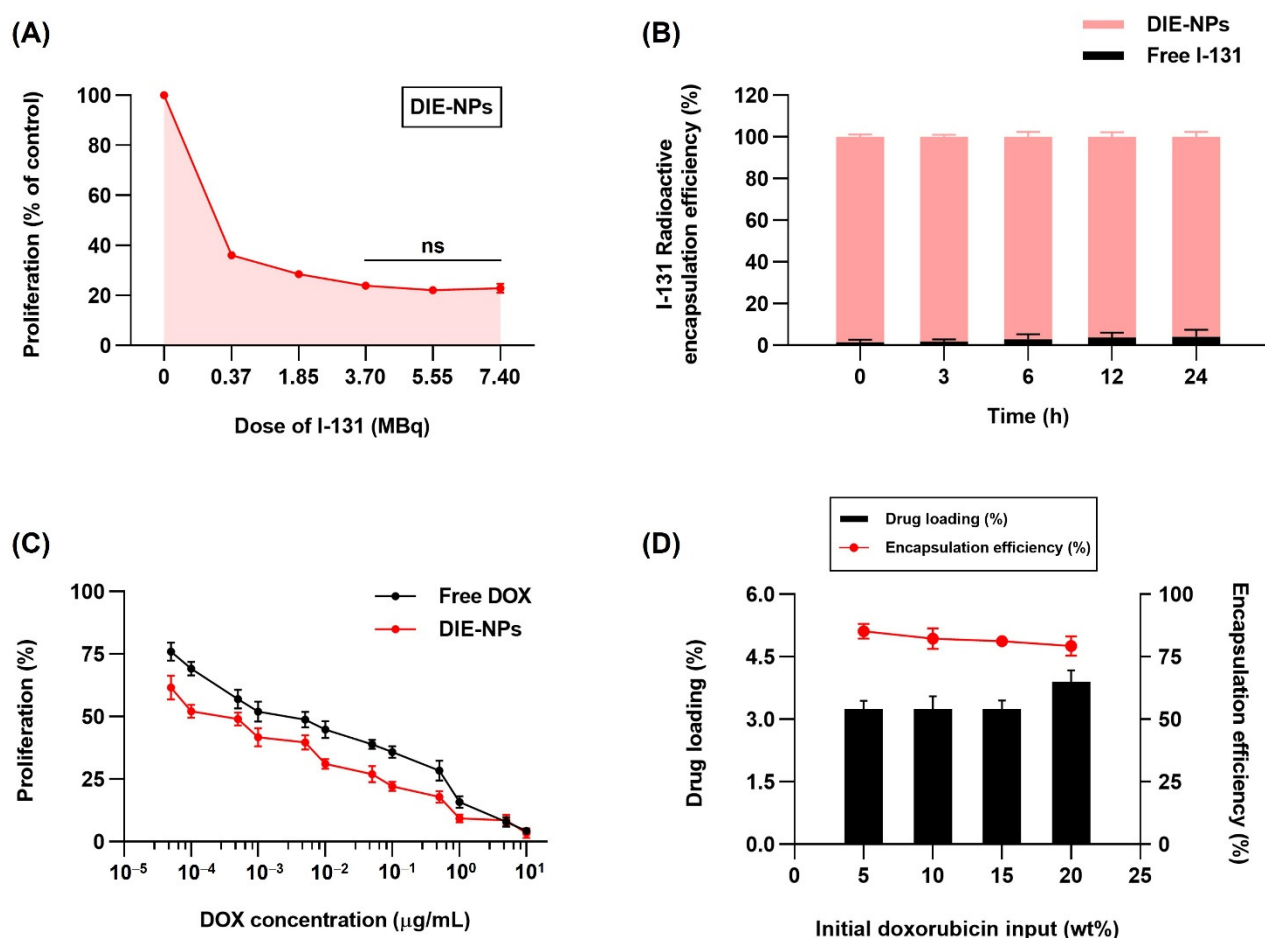 (A)
DIE-NPs
100
80
60
40
20
0
Proliferation (% of control)
ns
0 0.37 1.85 3.70 5.55 7.40
Dose of I-131 (MBq)
(B)
DIE-NPs
Free I-131
120
100
80
60
40
20
0
I-131 Radioactive
encapsulation efficiency (%)
0 3 6 12 24
Time (h)
(C)
Free DOX
DIE-NPs
100
75
50
25
0
Proliferation (%)
10⁻⁵ 10⁻⁴ 10⁻³ 10⁻² 10⁻¹ 10⁰ 10¹
DOX concentration (μg/mL)
(D)
Drug loading (%)
Encapsulation efficiency (%)
6.0
4.5
3.0
1.5
0.0
Drug loading (%)
100
75
50
25
0
Encapsulation
efficiency (%)
0 5 10 15 20 25
Initial doxorubicin input (wt%)